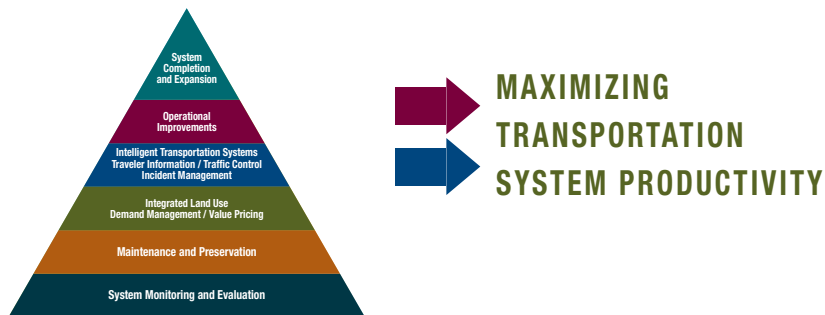 System
Completion
and Expansion
Operational
Improvements
Intelligent Transportation Systems
Traveler Information / Traffic Control
Incident Management
Integrated Land Use
Demand Management / Value Pricing
Maintenance and Preservation
System Monitoring and Evaluation
MAXIMIZING
TRANSPORTATION
SYSTEM PRODUCTIVITY